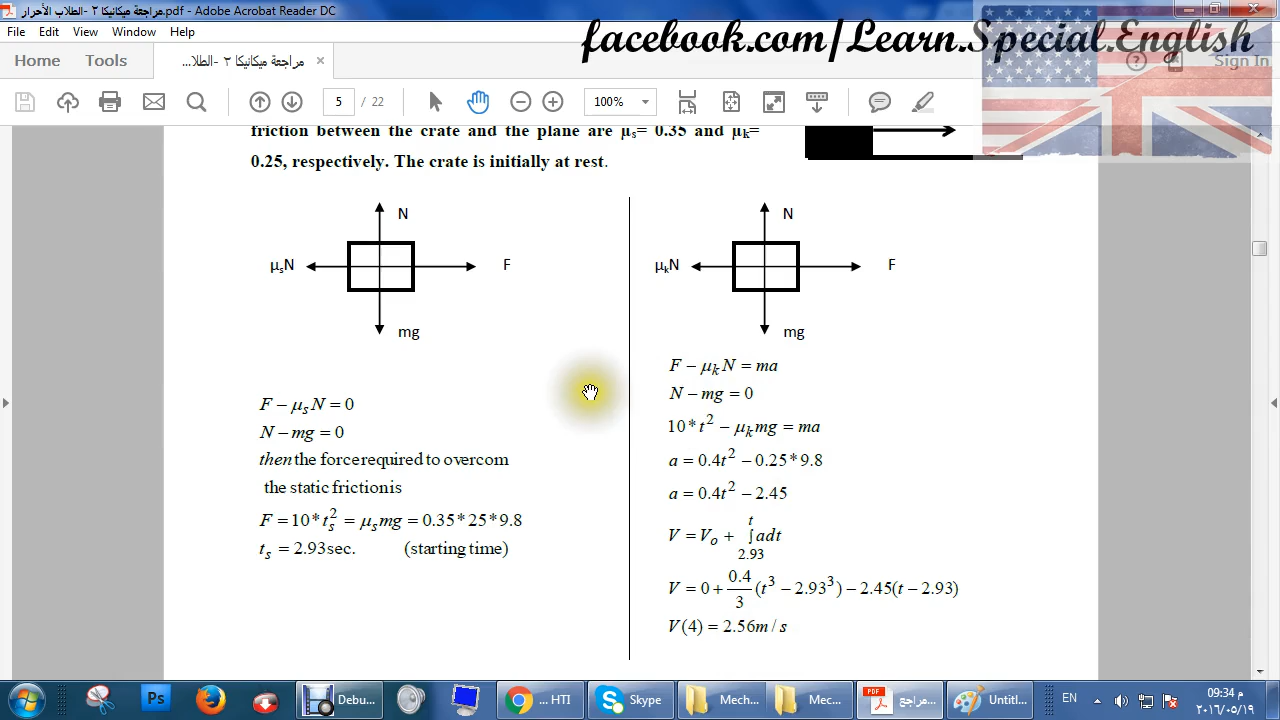 مراجعة ميكانيكا ٢ -الطلاب الأحرار.pdf - Adobe Acrobat Reader DC
facebook.com/Learn.Special.English
File Edit View Window Help
Home Tools مراجعة ميكانيكا ٢ -الطلا... × Sign In
5 / 22 100%
friction between the crate and the plane are μs= 0.35 and μk=
0.25, respectively. The crate is initially at rest.
N
μsN F
mg
F − μsN = 0
N − mg = 0
then the force required to overcom
the static friction is
F = 10 * ts² = μsmg = 0.35 * 25 * 9.8
ts = 2.93 sec. (starting time)
N
μkN F
mg
F − μkN = ma
N − mg = 0
10 * t² − μkmg = ma
a = 0.4t² − 0.25 * 9.8
a = 0.4t² − 2.45
V = Vo + ∫2.93^t adt
V = 0 + 0.4/3 (t³ − 2.93³) − 2.45(t − 2.93)
V(4) = 2.56m / s
Ps Debu... ... HTI Skype Mech... Mec... PDF مراجع... Untitl... EN
09:34 م
٢٠١٦/٠٥/١٩